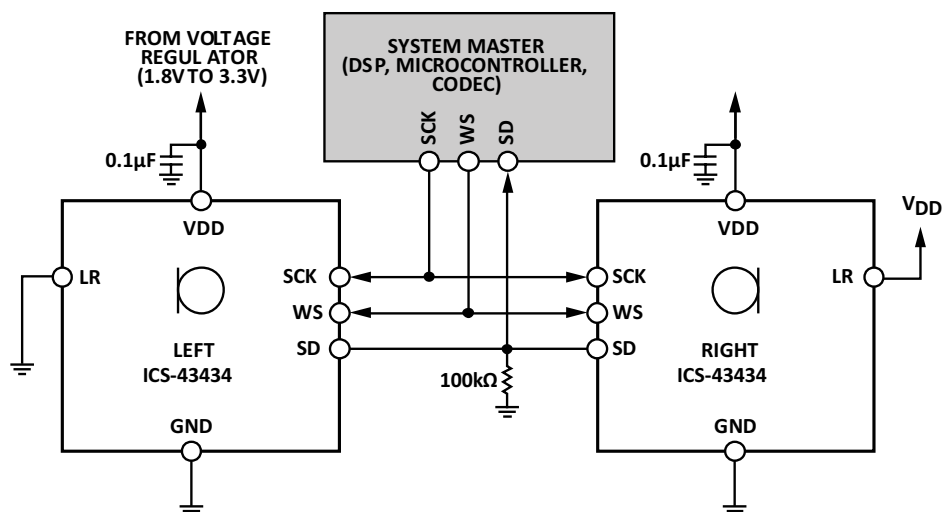 FROM VOLTAGE
REGULATOR
(1.8V TO 3.3V)
0.1µF
SYSTEM MASTER
(DSP, MICROCONTROLLER,
CODEC)
SCK
WS
SD
0.1µF
VDD
LR
SCK
WS
SD
LEFT
ICS-43434
GND
100kΩ
VDD
VDD
LR
SCK
WS
SD
RIGHT
ICS-43434
GND